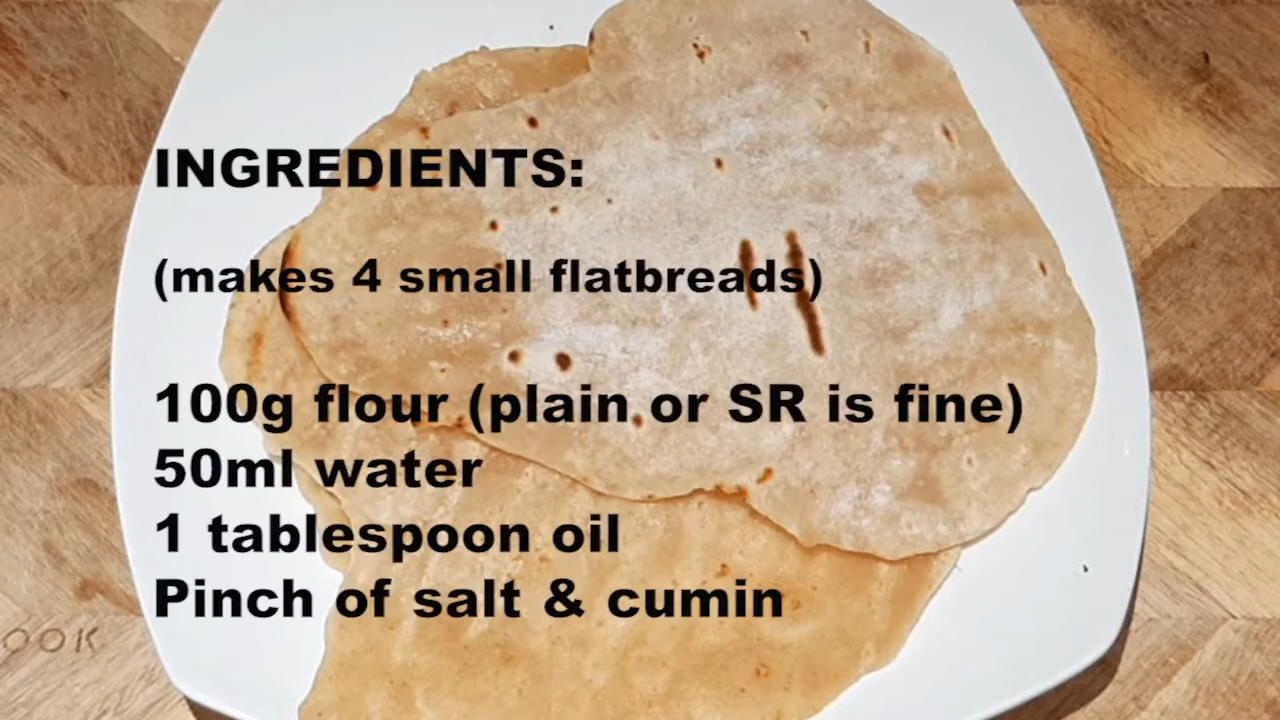 INGREDIENTS:
(makes 4 small flatbreads)
100g flour (plain or SR is fine)
50ml water
1 tablespoon oil
Pinch of salt & cumin
OOK